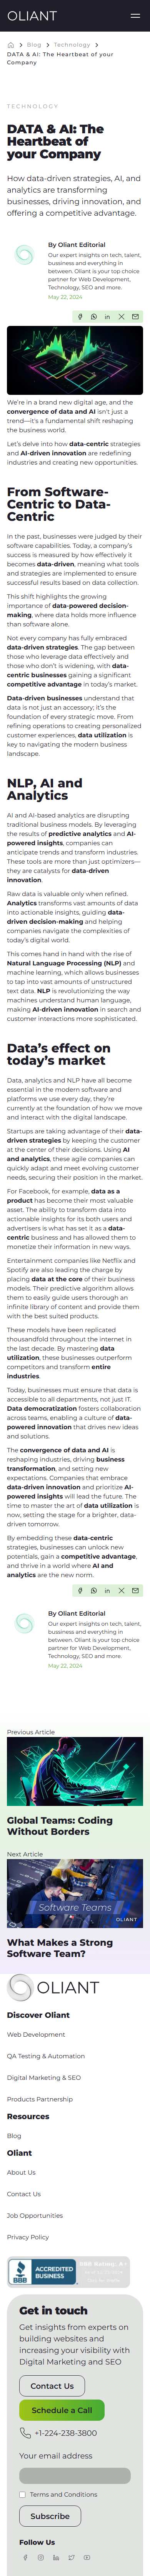 OLIANT
Blog > Technology >
DATA & AI: The Heartbeat of your
Company
TECHNOLOGY
DATA & AI: The
Heartbeat of
your Company
How data-driven strategies, AI, and
analytics are transforming
businesses, driving innovation, and
offering a competitive advantage.
By Oliant Editorial
Our expert insights on tech, talent,
business and everything in
between. Oliant is your top choice
partner for Web Development,
Technology, SEO and more.
May 22, 2024
We're in a brand new digital age, and the
convergence of data and AI isn't just a
trend—it's a fundamental shift reshaping
the business world.
Let's delve into how data-centric strategies
and AI-driven innovation are redefining
industries and creating new opportunities.
From Software-
Centric to Data-
Centric
In the past, businesses were judged by their
software capabilities. Today, a company's
success is measured by how effectively it
becomes data-driven, meaning what tools
and strategies are implemented to ensure
successful results based on data collection.
This shift highlights the growing
importance of data-powered decision-
making, where data holds more influence
than software alone.
Not every company has fully embraced
data-driven strategies. The gap between
those who leverage data effectively and
those who don't is widening, with data-
centric businesses gaining a significant
competitive advantage in today's market.
Data-driven businesses understand that
data is not just an accessory; it's the
foundation of every strategic move. From
optimized supply chains to personalized
customer experiences, data utilization is
key to navigating the modern business
landscape.
NLP, AI and
Analytics
AI and AI-based analytics are disrupting
traditional business models. By leveraging
the results of predictive analytics and AI-
powered insights, companies can
anticipate trends and transform industries.
These tools are more than just optimizers—
they are catalysts for data-driven
innovation.
Raw data is valuable only when refined.
Analytics transforms vast amounts of data
into actionable insights, guiding data-
driven decision-making and helping
companies navigate the complexities of
today's digital world.
This comes hand in hand with the rise of
Natural Language Processing (NLP) and
machine learning, which allow businesses
to tap into vast amounts of unstructured
text data. NLP is revolutionizing the way
machines understand human language,
making AI-driven innovation in search and
customer interactions more sophisticated.
Data's effect on
today's market
Data, analytics and NLP have all become
essential in the modern software and
platforms we use every day, they're
currently the foundation of how we move
and interact with the digital landscape.
Startups are taking advantage of their data-
driven strategies by keeping the customer
at the center of their decisions. Using AI
and analytics, these agile companies can
quickly adapt and meet evolving customer
needs, securing their position in the market.
For Facebook, for example, data as a
product has become their most valuable
asset. The ability to transform data into
actionable insights for both users and
advertisers is what has set it as a data-
centric business and has allowed them to
monetize their information in new ways.
Entertainment companies like Netflix and
Spotify are also leading the charge by
placing data at the core of their business
models. Their predictive algorithms allows
them to easily guide users through an
infinite library of content and provide them
with the best suited products.
These models have been replicated
thousandfold throughout the internet in
the last decade. By mastering data
utilization, these businesses outperform
competitors and transform entire
industries.
Today, businesses must ensure that data is
accessible to all departments, not just IT.
Data democratization fosters collaboration
across teams, enabling a culture of data-
powered innovation that drives new ideas
and solutions.
The convergence of data and AI is
reshaping industries, driving business
transformation, and setting new
expectations. Companies that embrace
data-driven innovation and prioritize AI-
powered insights will lead the future. The
time to master the art of data utilization is
now, setting the stage for a brighter, data-
driven tomorrow.
By embedding these data-centric
strategies, businesses can unlock new
potentials, gain a competitive advantage,
and thrive in a world where AI and
analytics are the new norm.
By Oliant Editorial
Our expert insights on tech, talent,
business and everything in
between. Oliant is your top choice
partner for Web Development,
Technology, SEO and more.
May 22, 2024
Previous Article
Global Teams: Coding
Without Borders
Next Article
Software Teams
OLIANT
What Makes a Strong
Software Team?
OLIANT
Discover Oliant
Web Development
QA Testing & Automation
Digital Marketing & SEO
Products Partnership
Resources
Blog
Oliant
About Us
Contact Us
Job Opportunities
Privacy Policy
BBB
ACCREDITED
BUSINESS
BBB Rating: A+
Get in touch
Get insights from experts on
building websites and
increasing your visibility with
Digital Marketing and SEO
Contact Us
Schedule a Call
+1-224-238-3800
Your email address
Terms and Conditions
Subscribe
Follow Us